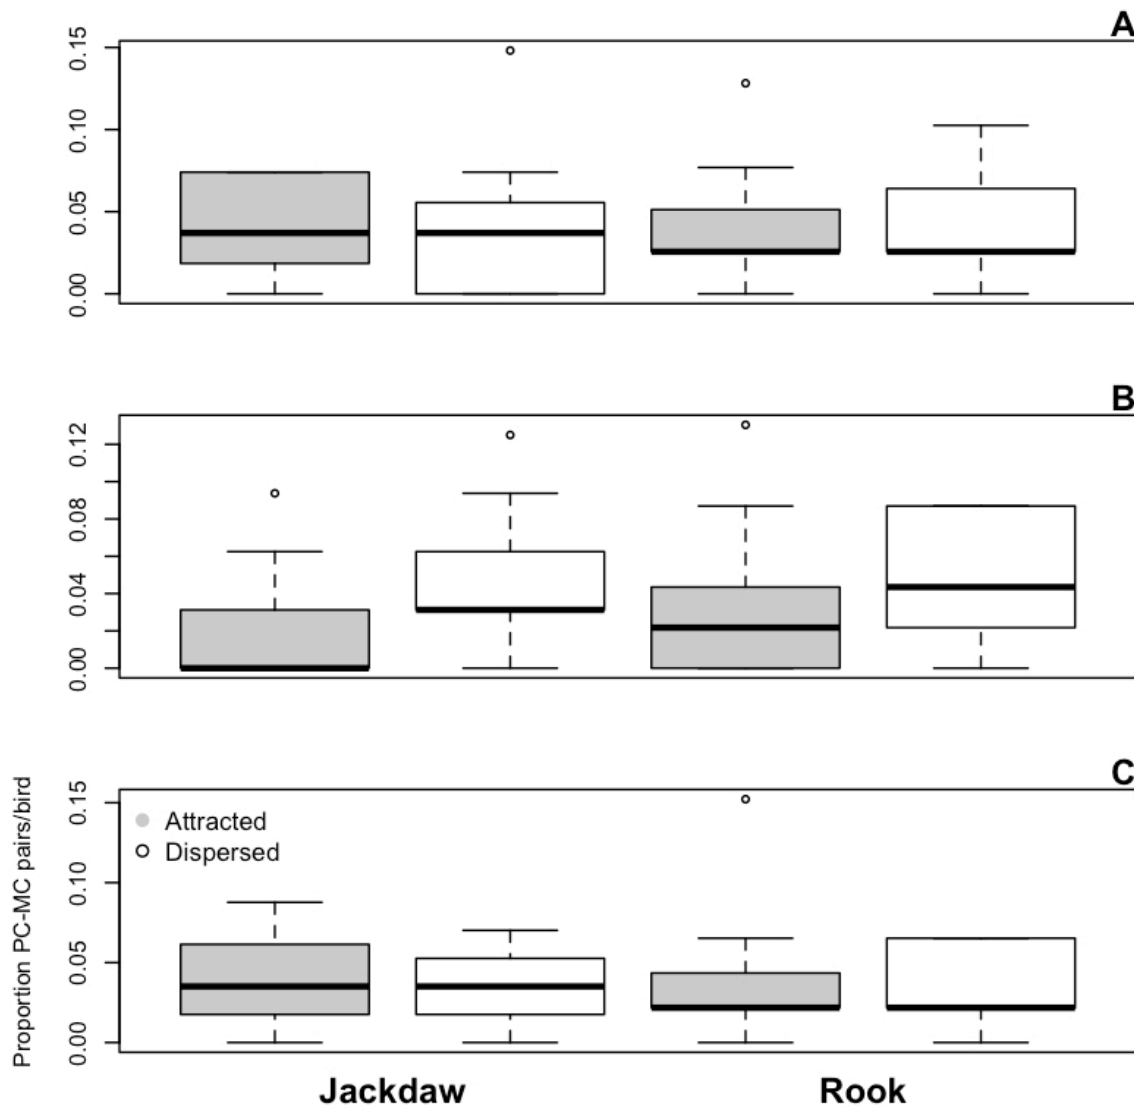 A
0.15
0.10
0.05
0.00
B
0.12
0.08
0.04
0.00
C
0.15
0.10
0.05
0.00
Proportion PC-MC pairs/bird
Attracted
Dispersed
Jackdaw Rook